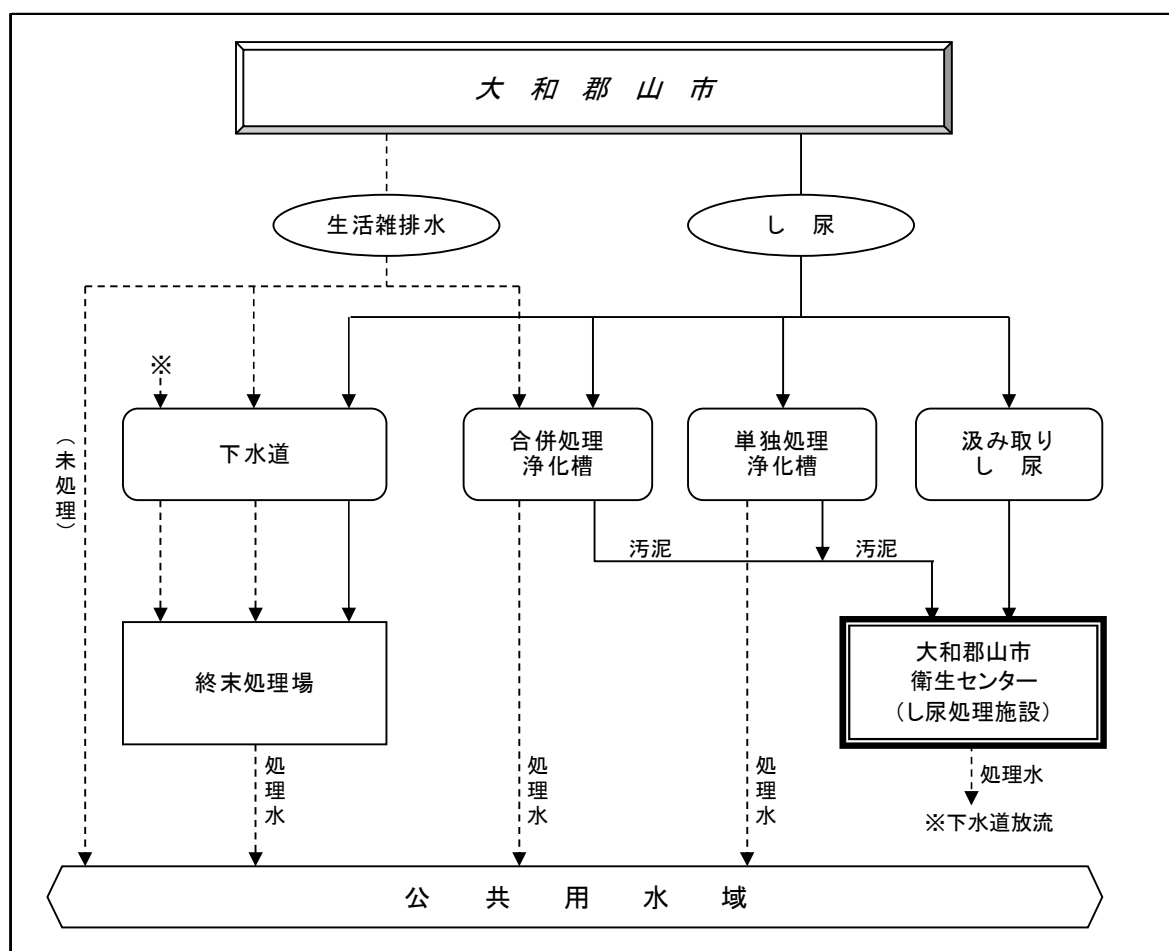 大和郡山市
生活雑排水
し尿
※
(未処理)
下水道
合併処理
浄化槽
単独処理
浄化槽
汲み取り
し尿
汚泥
汚泥
終末処理場
大和郡山市
衛生センター
(し尿処理施設)
処理水
処理水
処理水
処理水
※下水道放流
公共用水域